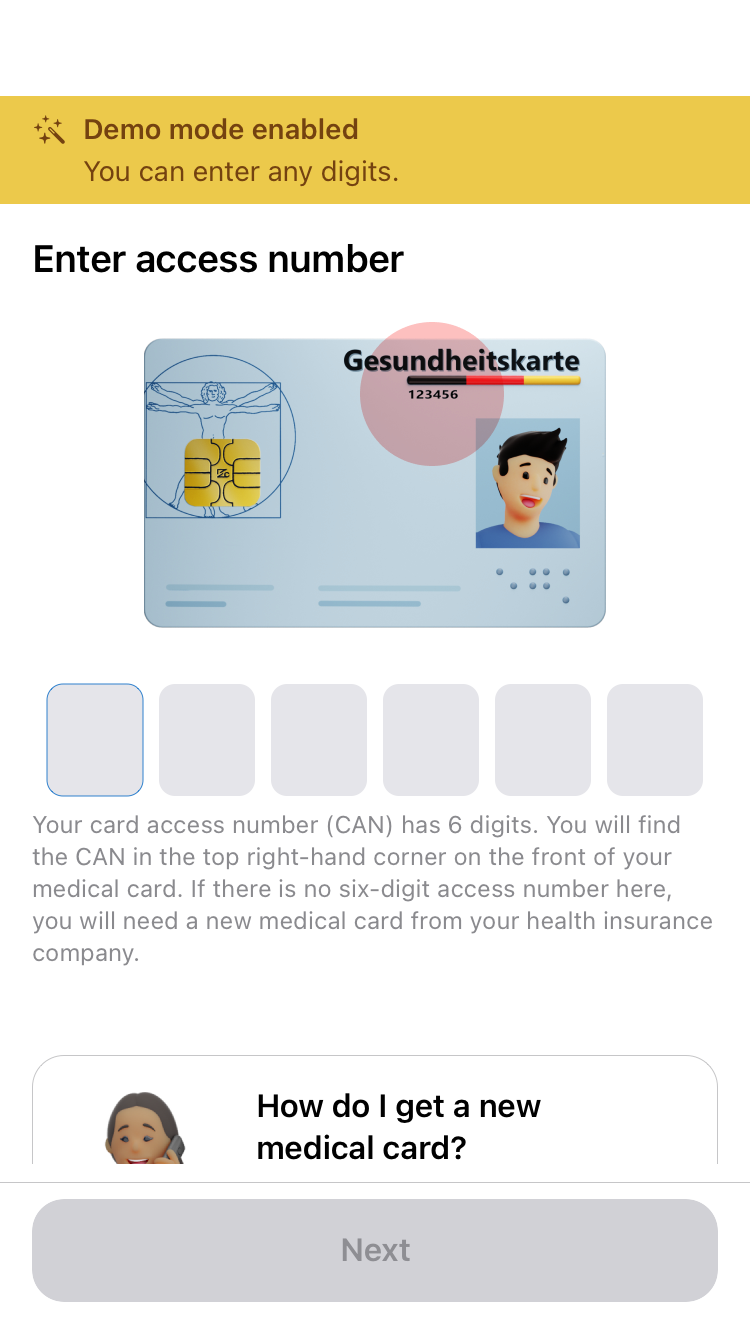 Demo mode enabled
You can enter any digits.
Enter access number
Gesundheitskarte
123456
Your card access number (CAN) has 6 digits. You will find
the CAN in the top right-hand corner on the front of your
medical card. If there is no six-digit access number here,
you will need a new medical card from your health insurance
company.
How do I get a new
medical card?
Next